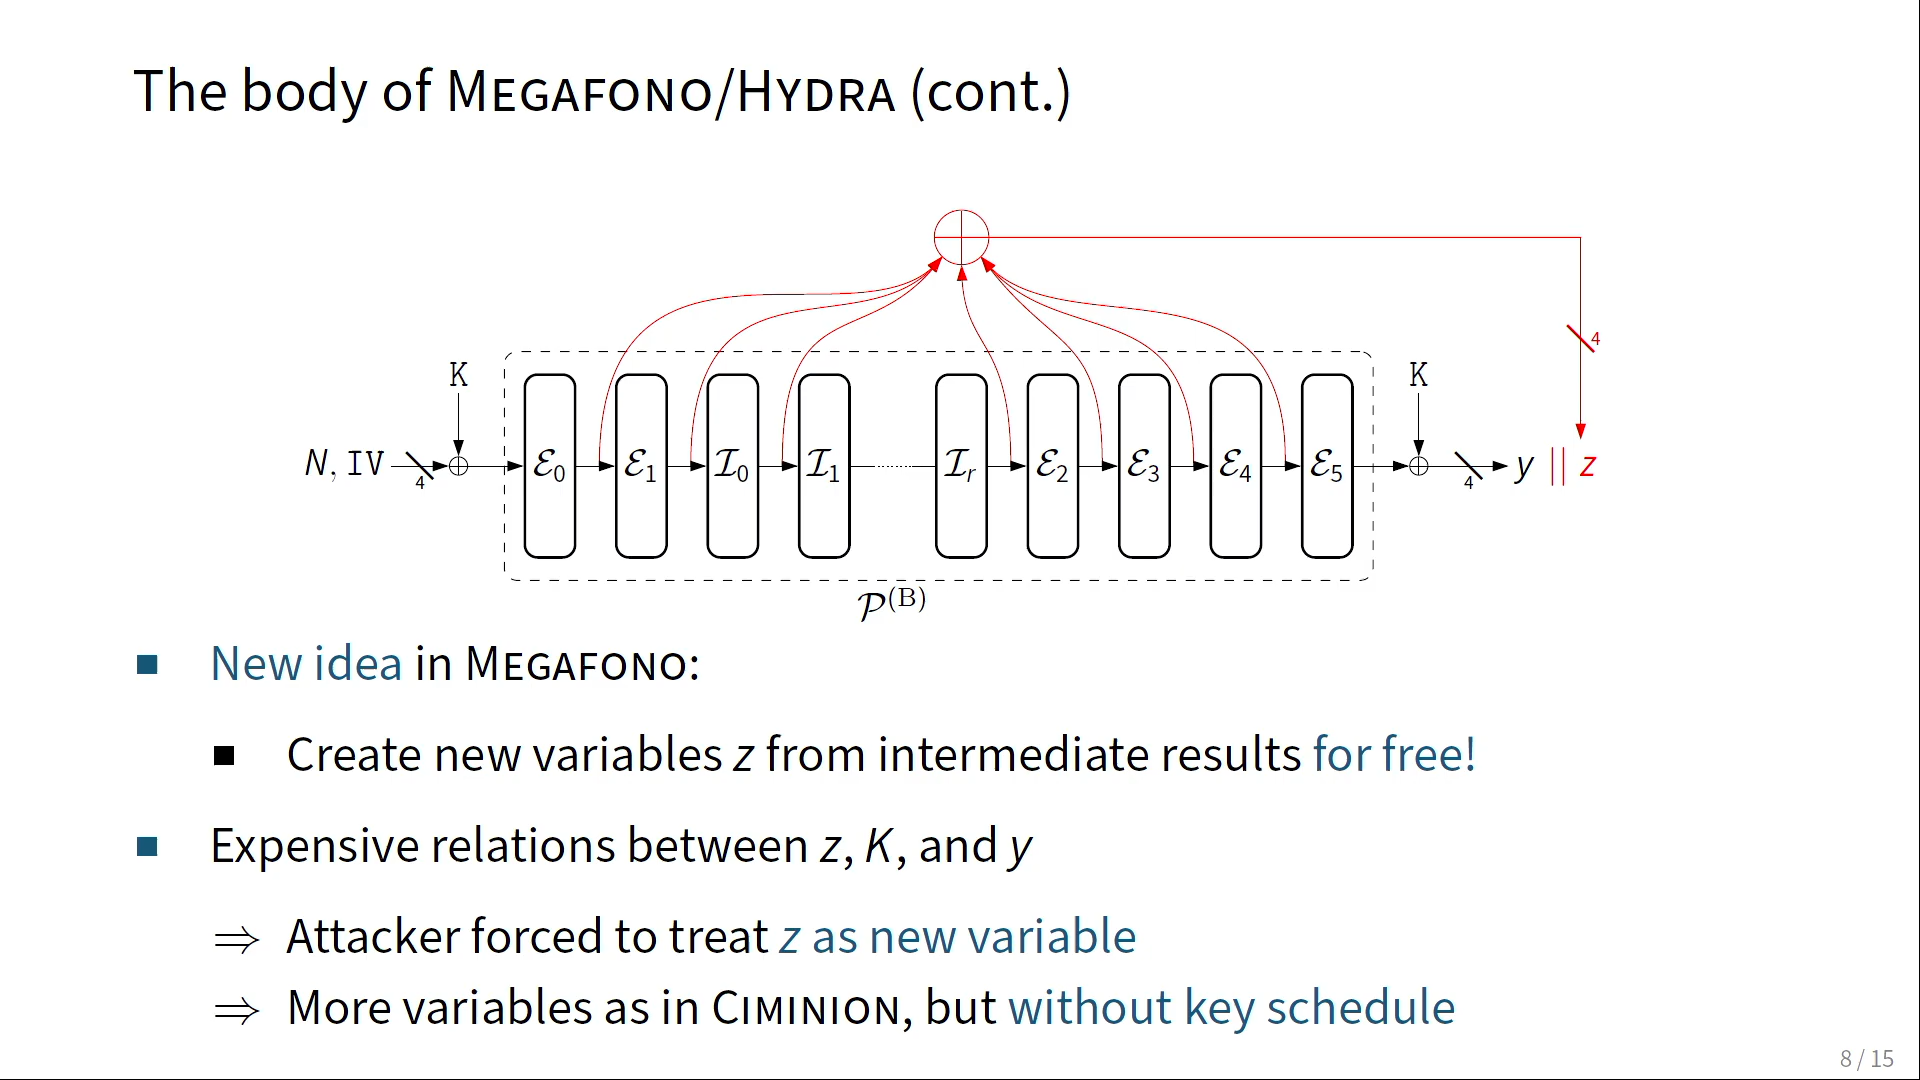 The body of MEGAFONO/HYDRA (cont.)
4
K
K
N, IV
4
ℰ0
ℰ1
ℐ0
ℐ1
ℐr
ℰ2
ℰ3
ℰ4
ℰ5
4
y || z
𝒫(B)
New idea in MEGAFONO:
Create new variables z from intermediate results for free!
Expensive relations between z, K, and y
⇒ Attacker forced to treat z as new variable
⇒ More variables as in CIMINION, but without key schedule
8 / 15